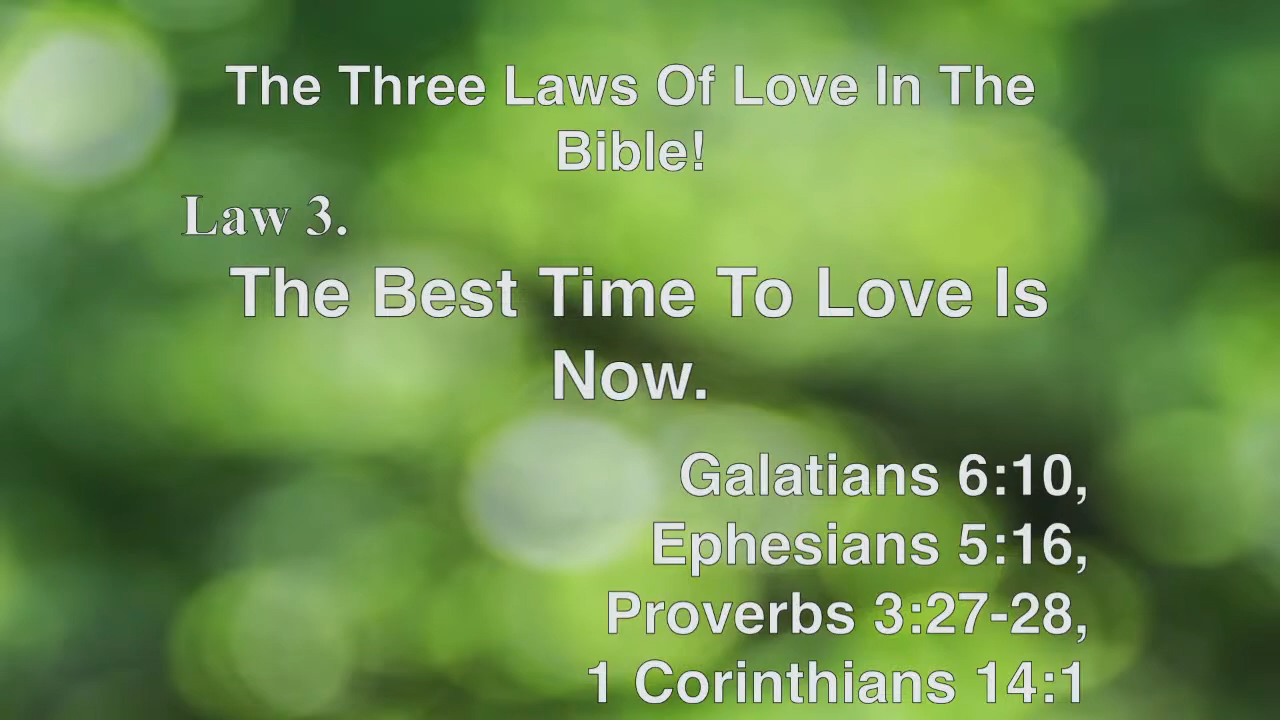 The Three Laws Of Love In The
Bible!
Law 3.
The Best Time To Love Is
Now.
Galatians 6:10,
Ephesians 5:16,
Proverbs 3:27-28,
1 Corinthians 14:1